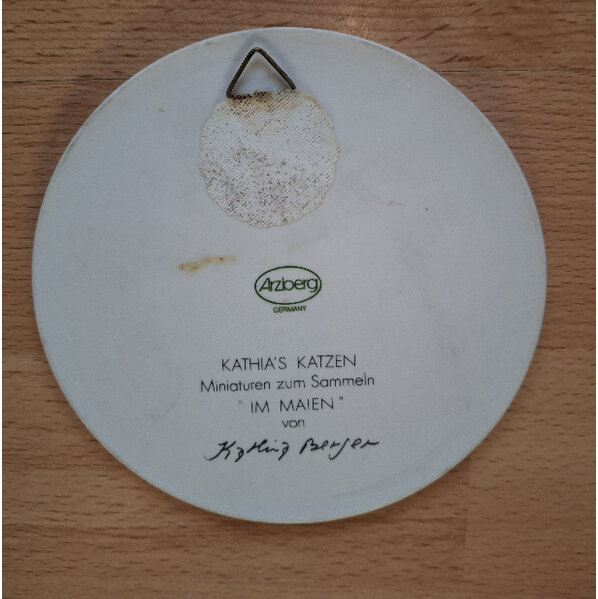 Arzberg
GERMANY
KATHIA'S KATZEN
Miniaturen zum Sammeln
"IM MAIEN"
von
Kathia Berger